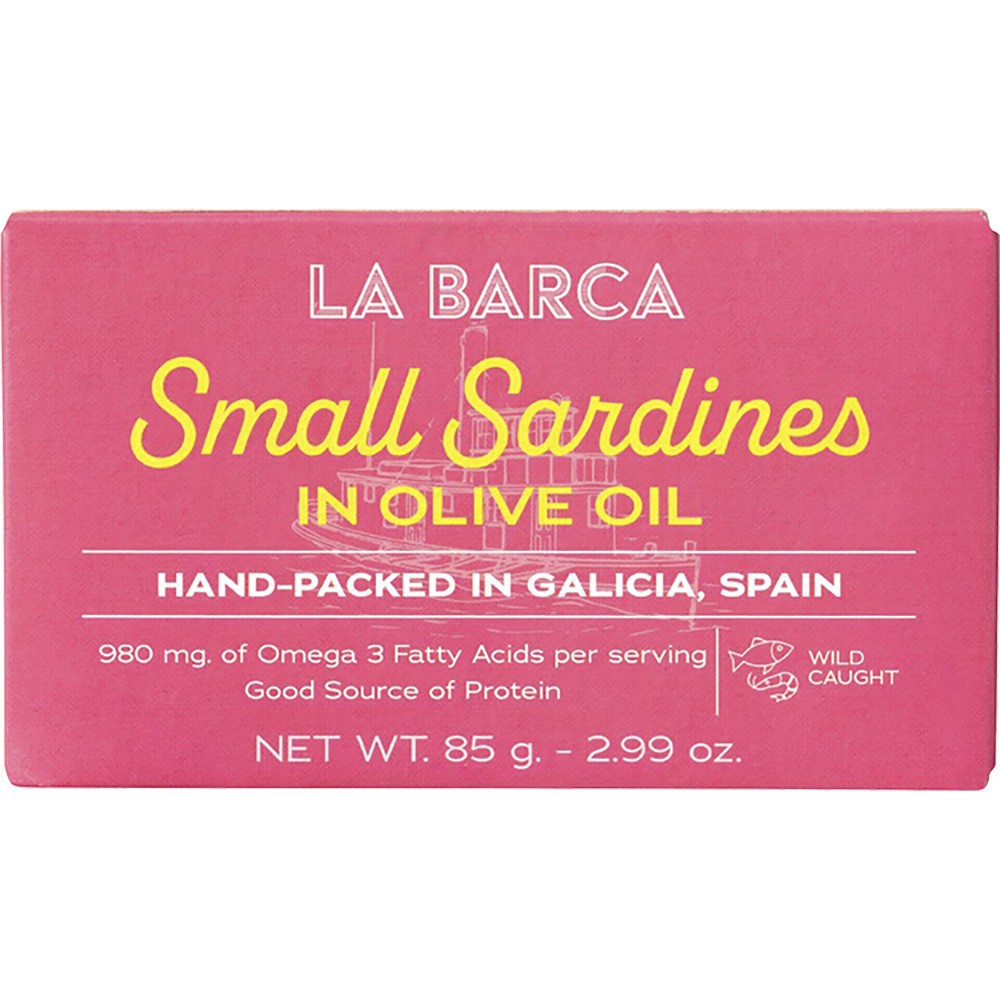 LA BARCA
Small Sardines
IN OLIVE OIL
HAND-PACKED IN GALICIA, SPAIN
980 mg. of Omega 3 Fatty Acids per serving
Good Source of Protein
WILD
CAUGHT
NET WT. 85 g. – 2.99 oz.